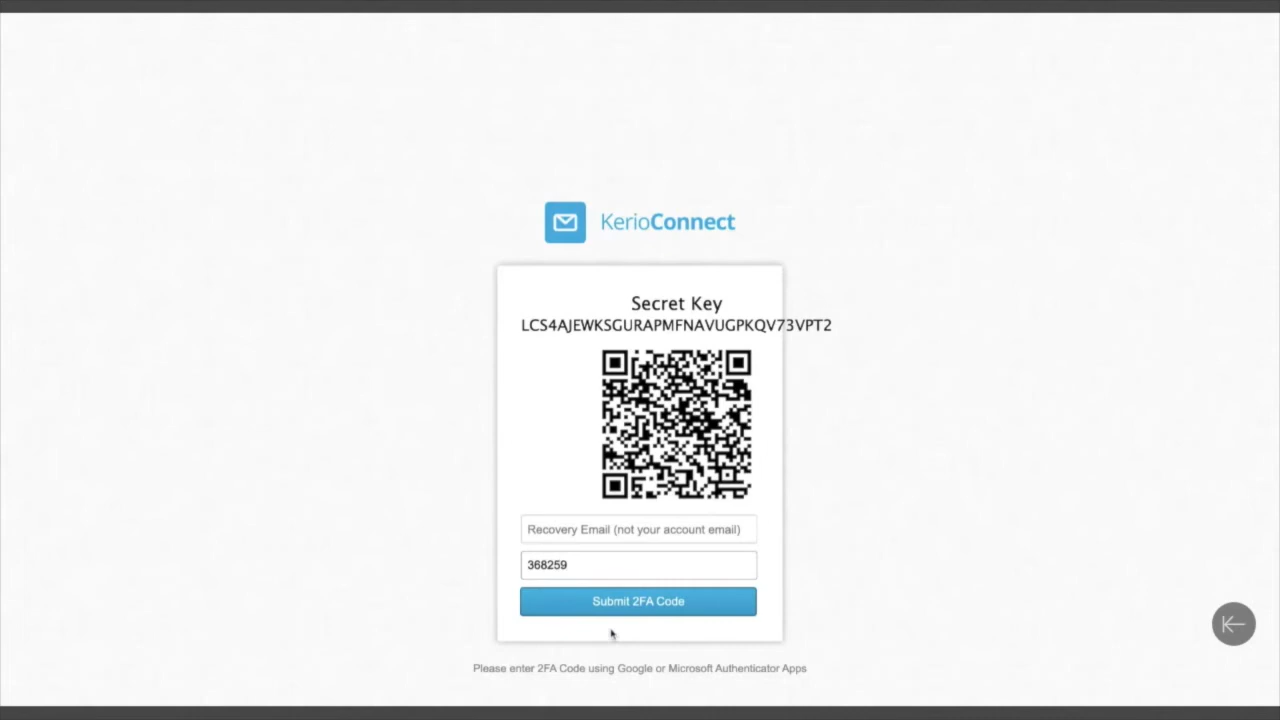 KerioConnect
Secret Key
LCS4AJEWKSGURAPMFNAVUGPKQV73VPT2
Recovery Email (not your account email)
368259
Submit 2FA Code
Please enter 2FA Code using Google or Microsoft Authenticator Apps